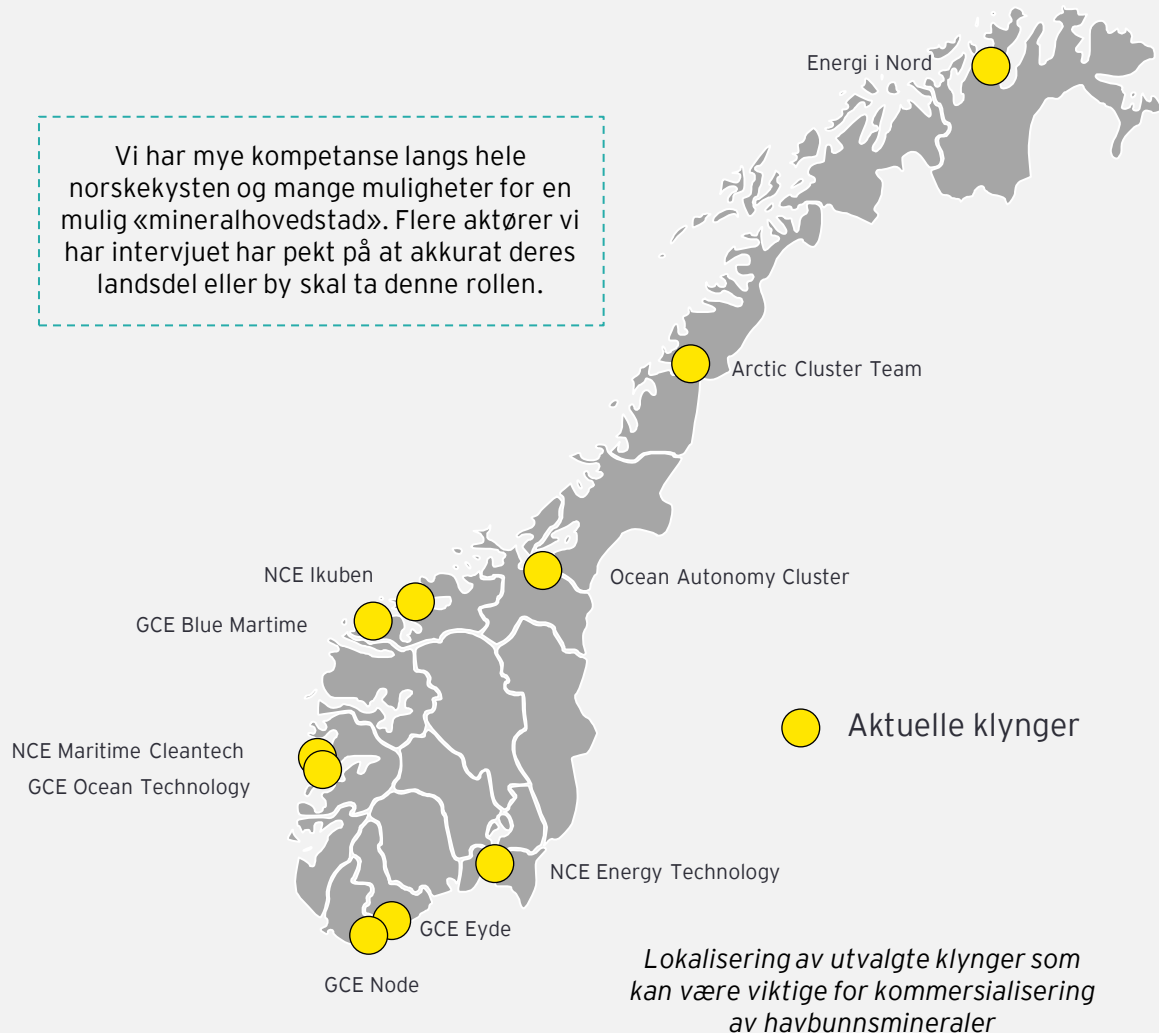 Energi i Nord
Vi har mye kompetanse langs hele
norskekysten og mange muligheter for en
mulig «mineralhovedstad». Flere aktører vi
har intervjuet har pekt på at akkurat deres
landsdel eller by skal ta denne rollen.
Arctic Cluster Team
NCE Ikuben
Ocean Autonomy Cluster
GCE Blue Martime
Aktuelle klynger
NCE Maritime Cleantech
GCE Ocean Technology
NCE Energy Technology
GCE Eyde
GCE Node
Lokalisering av utvalgte klynger som
kan være viktige for kommersialisering
av havbunnsmineraler